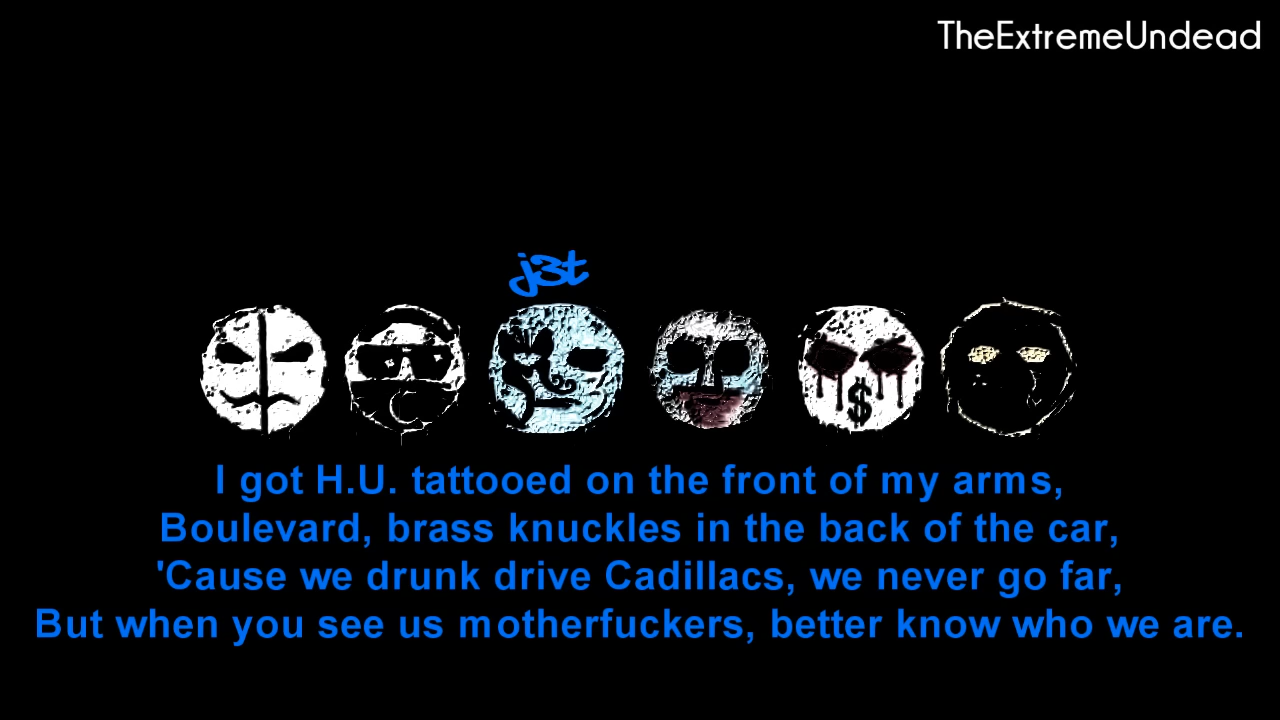 TheExtremeUndead
j3t
I got H.U. tattooed on the front of my arms,
Boulevard, brass knuckles in the back of the car,
'Cause we drunk drive Cadillacs, we never go far,
But when you see us motherfuckers, better know who we are.